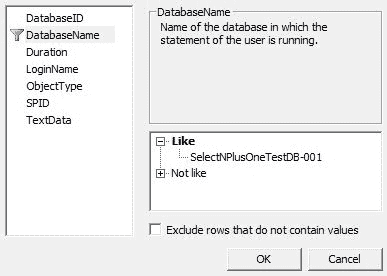 DatabaseID
DatabaseName
Duration
LoginName
ObjectType
SPID
TextData
DatabaseName
Name of the database in which the
statement of the user is running.
Like
SelectNPlusOneTestDB-001
Not like
Exclude rows that do not contain values
OK
Cancel